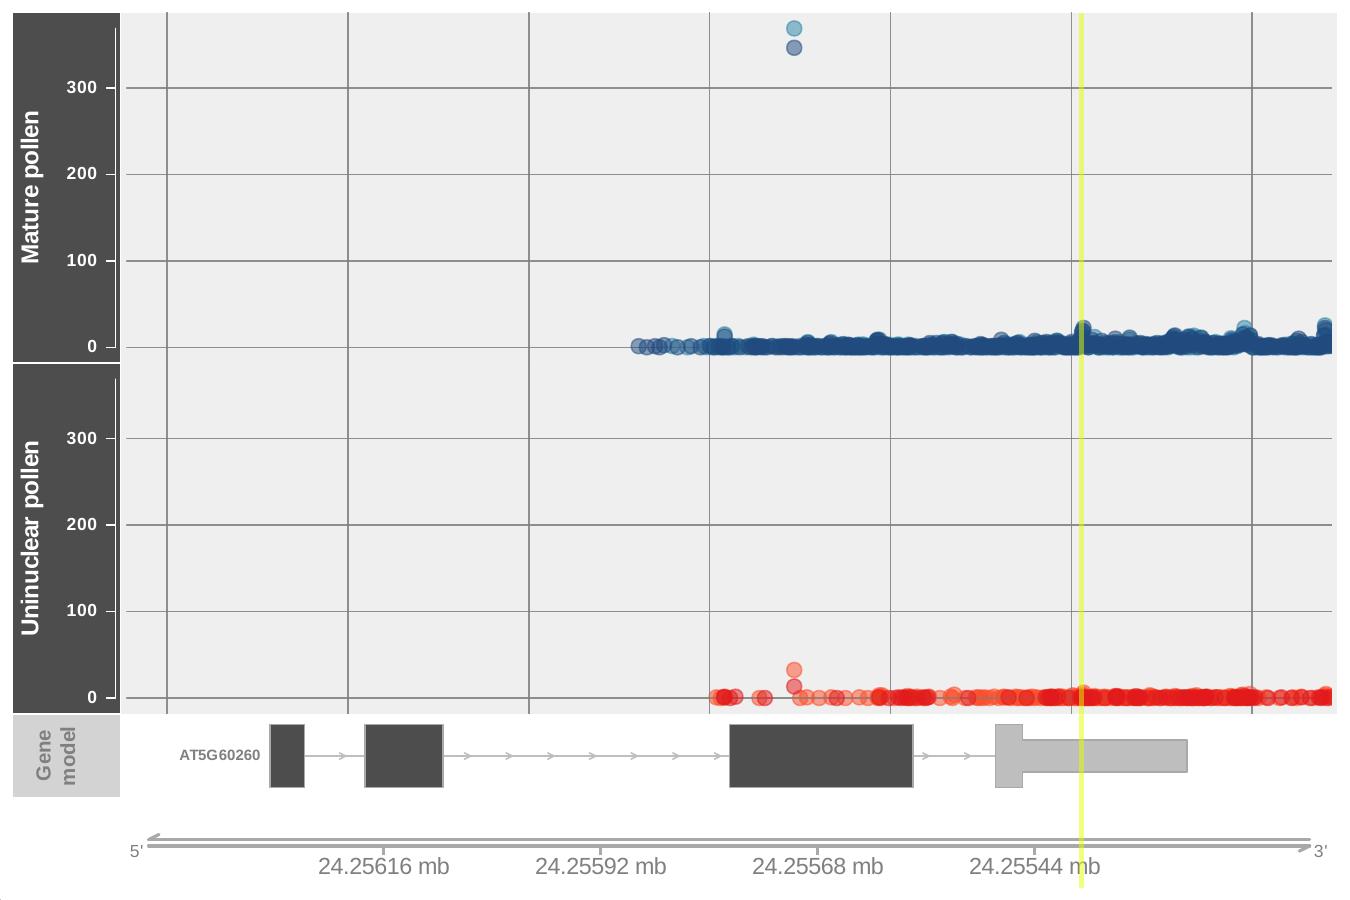 Mature pollen
300
200
100
0
Uninuclear pollen
300
200
100
0
Gene
model
AT5G60260
5'
3'
24.25616 mb
24.25592 mb
24.25568 mb
24.25544 mb